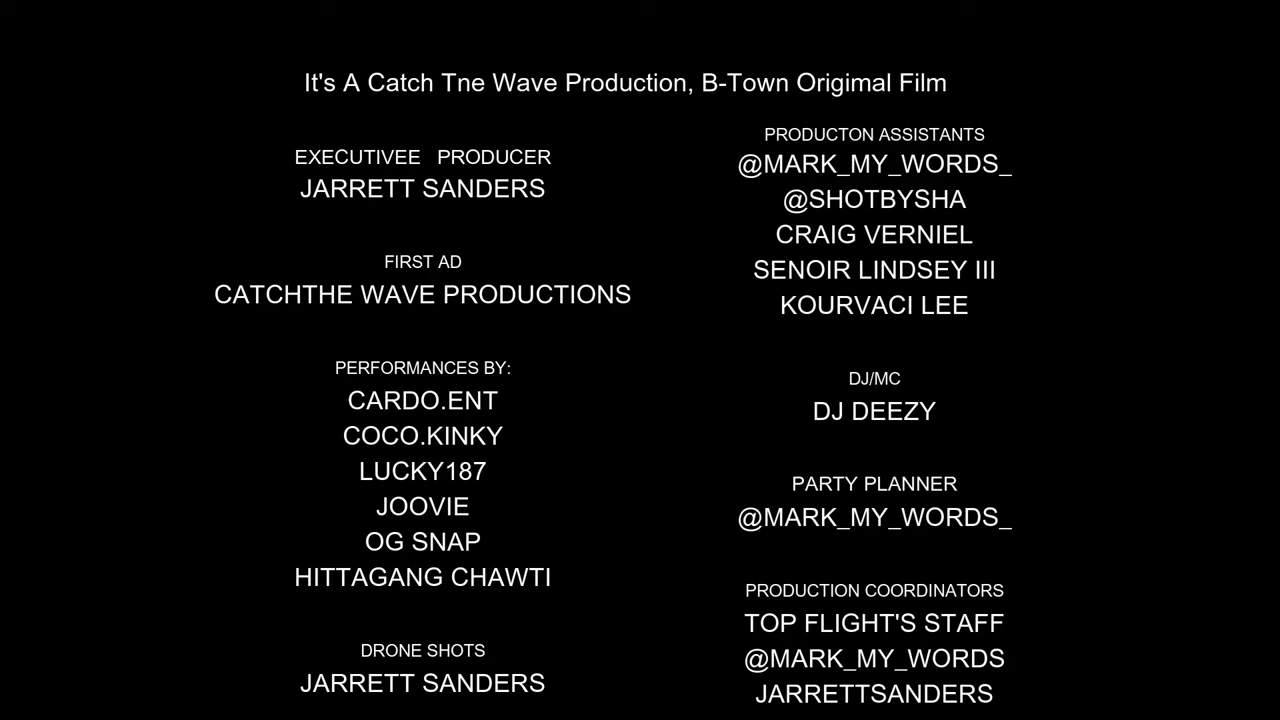 It's A Catch Tne Wave Production, B-Town Origimal Film
EXECUTIVEE PRODUCER
JARRETT SANDERS
FIRST AD
CATCHTHE WAVE PRODUCTIONS
PERFORMANCES BY:
CARDO.ENT
COCO.KINKY
LUCKY187
JOOVIE
OG SNAP
HITTAGANG CHAWTI
DRONE SHOTS
JARRETT SANDERS
PRODUCTON ASSISTANTS
@MARK_MY_WORDS_
@SHOTBYSHA
CRAIG VERNIEL
SENOIR LINDSEY III
KOURVACI LEE
DJ/MC
DJ DEEZY
PARTY PLANNER
@MARK_MY_WORDS_
PRODUCTION COORDINATORS
TOP FLIGHT'S STAFF
@MARK_MY_WORDS
JARRETTSANDERS